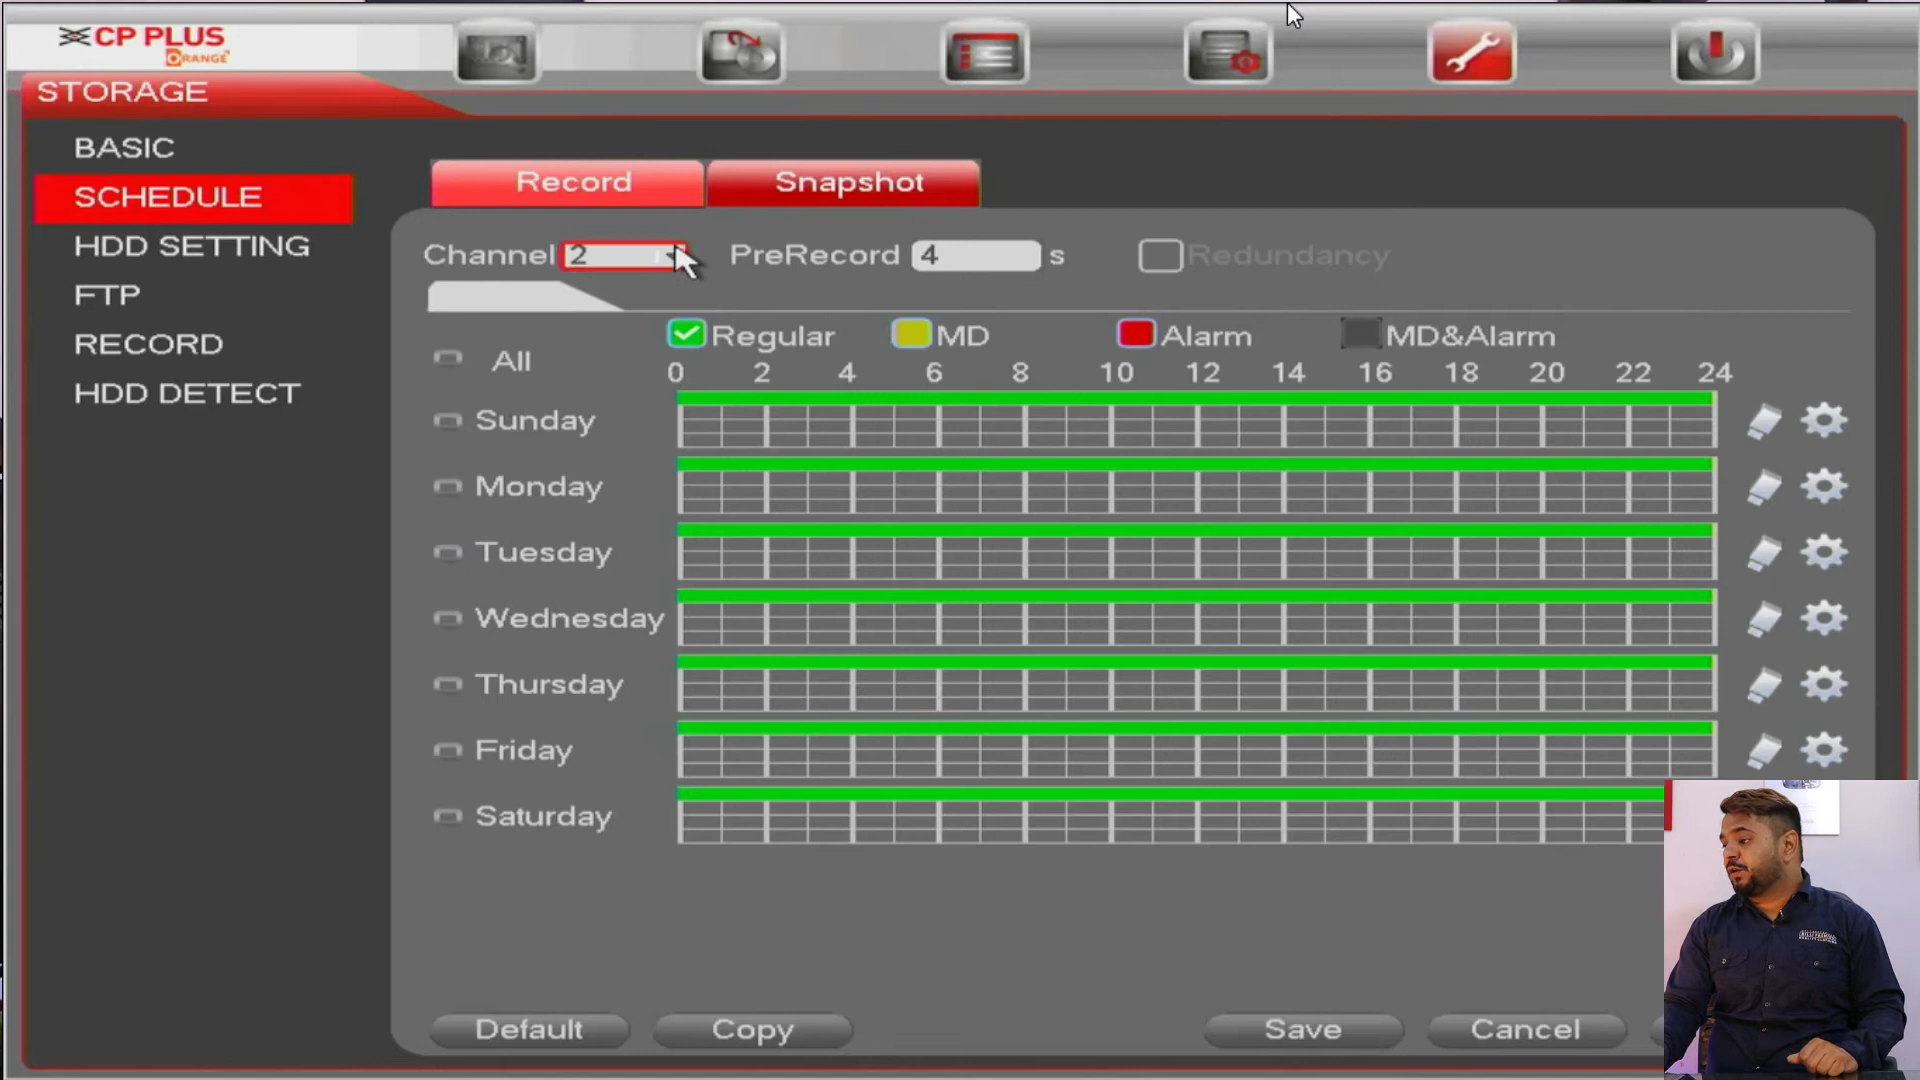 CP PLUS
ORANGE
STORAGE
BASIC
SCHEDULE
HDD SETTING
FTP
RECORD
HDD DETECT
Record Snapshot
Channel 2 PreRecord 4 s Redundancy
Regular MD Alarm MD&Alarm
All
0 2 4 6 8 10 12 14 16 18 20 22 24
Sunday
Monday
Tuesday
Wednesday
Thursday
Friday
Saturday
Default Copy Save Cancel